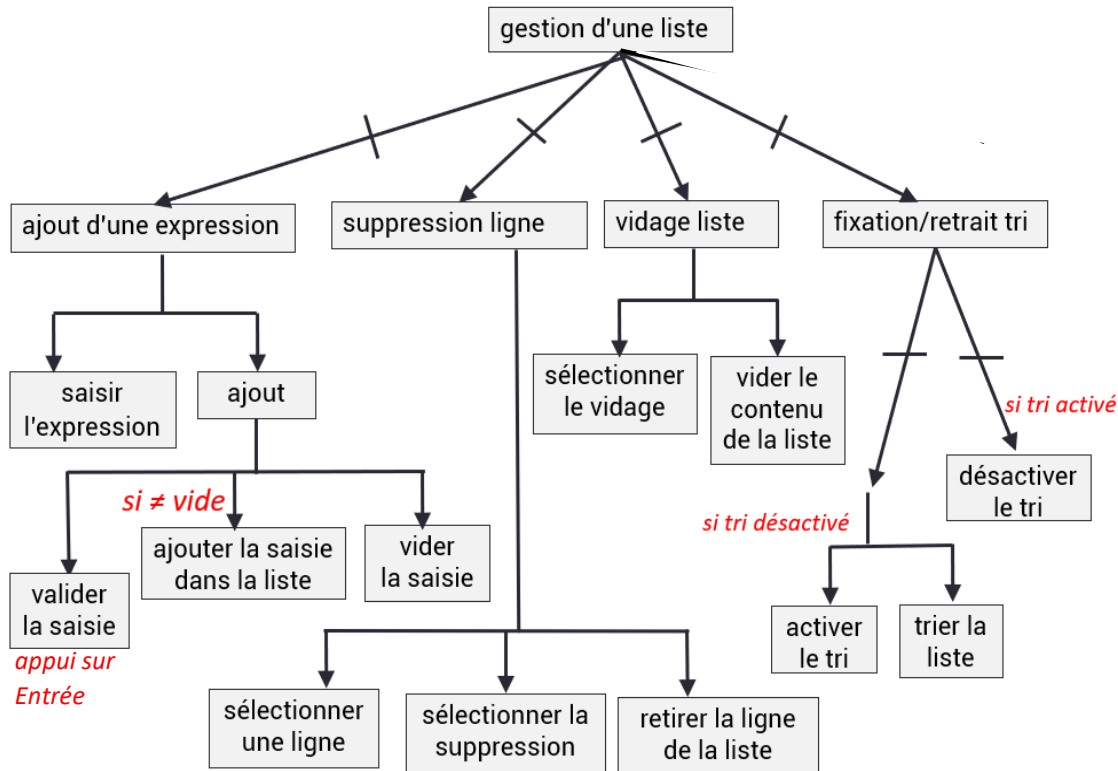 gestion d'une liste
ajout d'une expression
suppression ligne
vidage liste
fixation/retrait tri
saisir
l'expression
ajout
sélectionner
le vidage
vider le
contenu
de la liste
si tri activé
désactiver
le tri
si ≠ vide
si tri désactivé
valider
la saisie
ajouter la saisie
dans la liste
vider
la saisie
activer
le tri
trier la
liste
appui sur
Entrée
sélectionner
une ligne
sélectionner la
suppression
retirer la ligne
de la liste